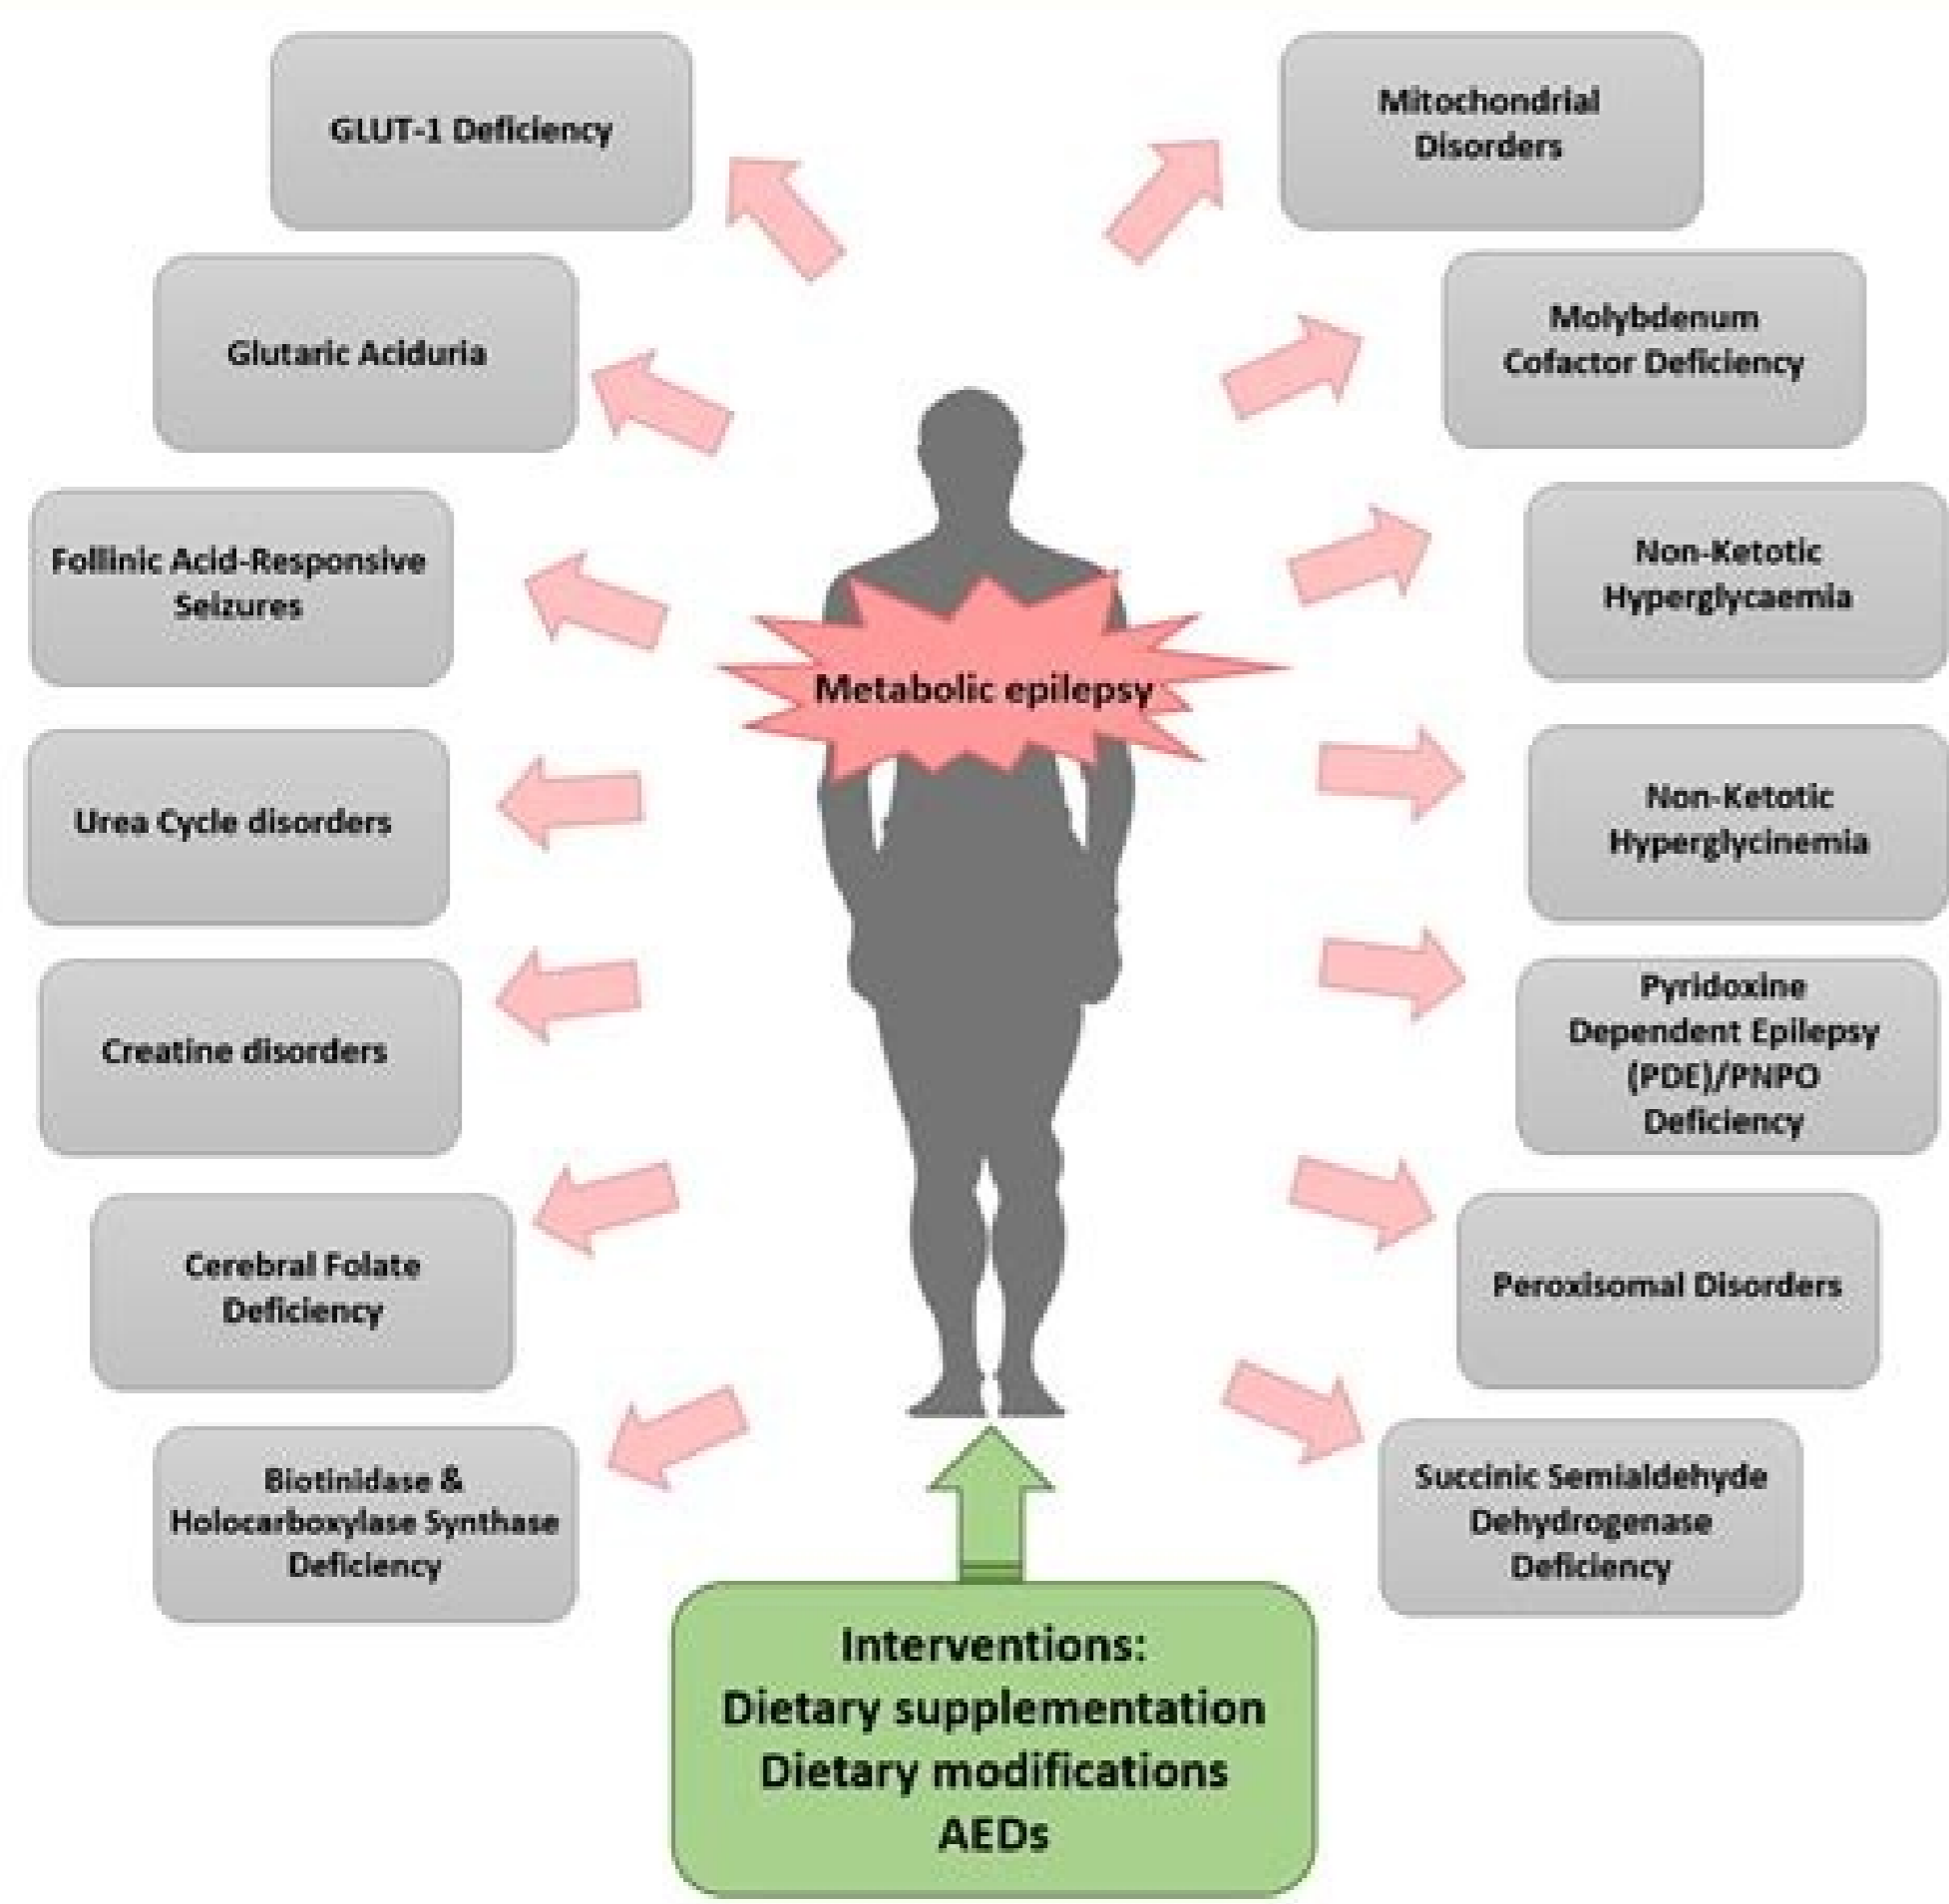 GLUT-1 Deficiency
Glutaric Aciduria
Follinic Acid-Responsive
Seizures
Urea Cycle disorders
Creatine disorders
Cerebral Folate
Deficiency
Biotinidase &
Holocarboxylase Synthase
Deficiency
Metabolic epilepsy
Mitochondrial
Disorders
Molybdenum
Cofactor Deficiency
Non-Ketotic
Hyperglycaemia
Non-Ketotic
Hyperglycinemia
Pyridoxine
Dependent Epilepsy
(PDE)/PNPO
Deficiency
Peroxisomal Disorders
Succinic Semialdehyde
Dehydrogenase
Deficiency
Interventions:
Dietary supplementation
Dietary modifications
AEDs